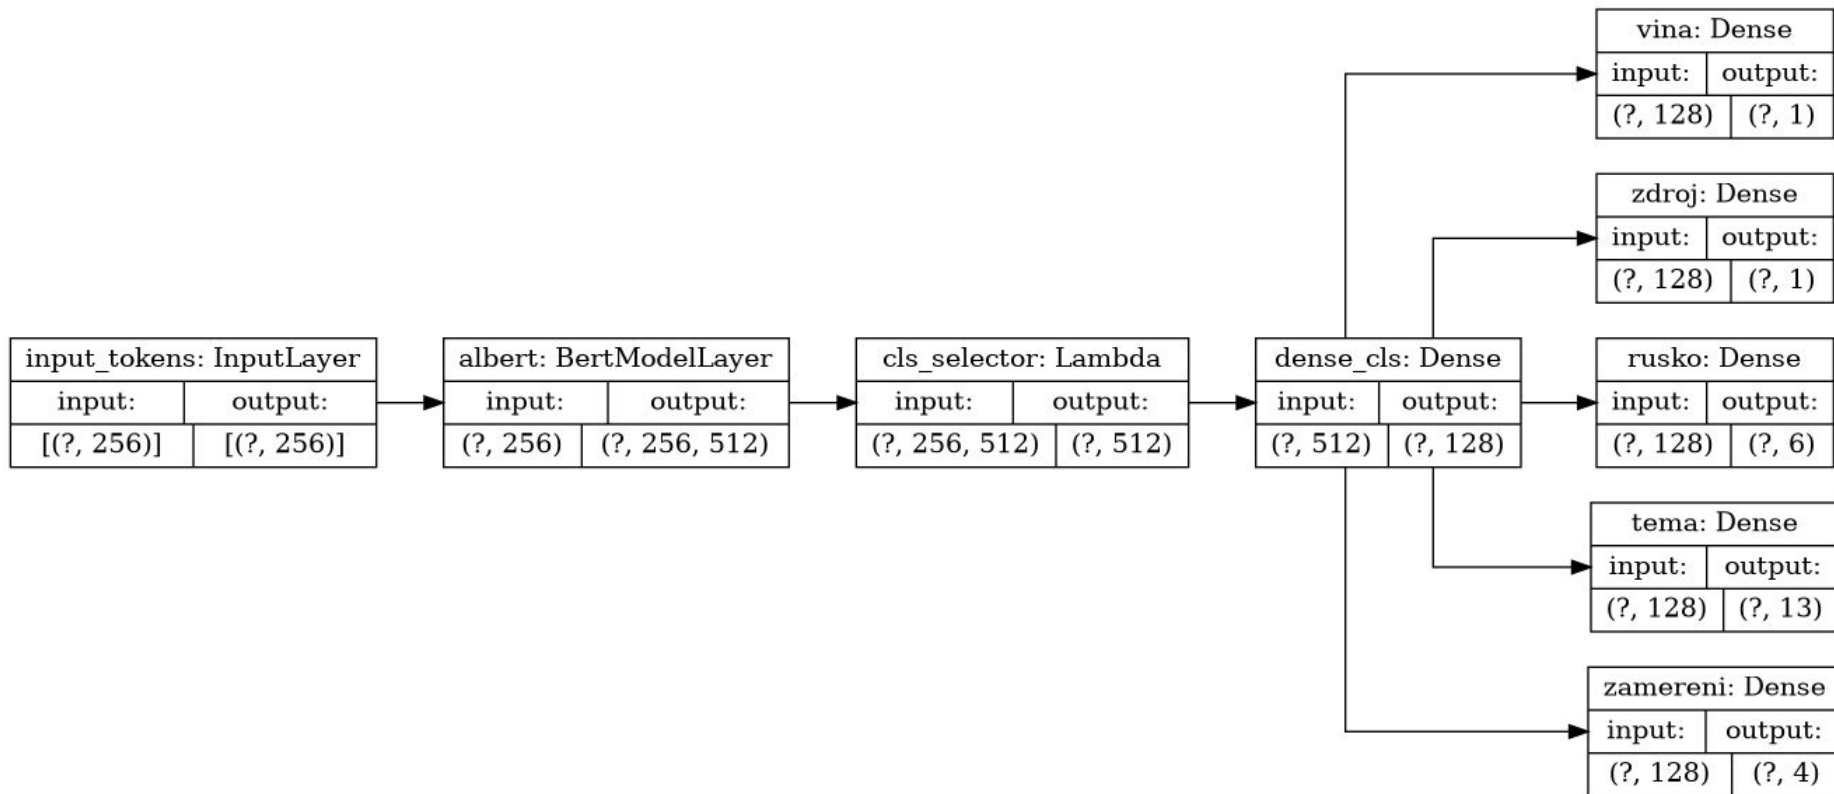 input_tokens: InputLayer
input: output:
[(?, 256)] [(?, 256)]
albert: BertModelLayer
input: output:
(?, 256) (?, 256, 512)
cls_selector: Lambda
input: output:
(?, 256, 512) (?, 512)
dense_cls: Dense
input: output:
(?, 512) (?, 128)
vina: Dense
input: output:
(?, 128) (?, 1)
zdroj: Dense
input: output:
(?, 128) (?, 1)
rusko: Dense
input: output:
(?, 128) (?, 6)
tema: Dense
input: output:
(?, 128) (?, 13)
zamereni: Dense
input: output:
(?, 128) (?, 4)